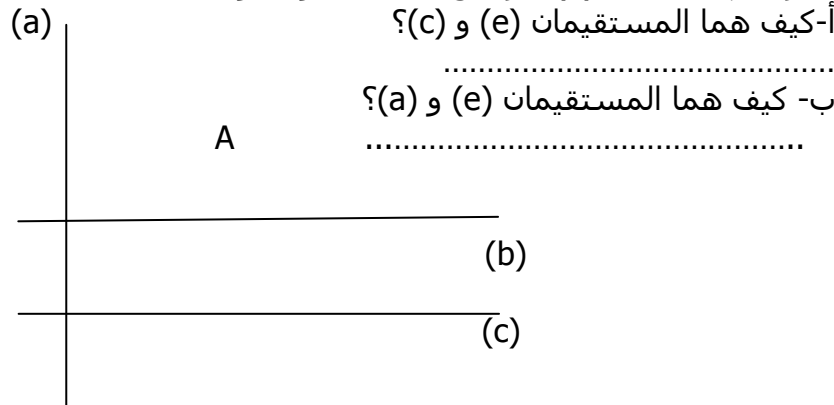 (a)
أ-كيف هما المستقيمان (e) و (c)؟
............................................
ب- كيف هما المستقيمان (e) و (a)؟
A
................................................
(b)
(c)